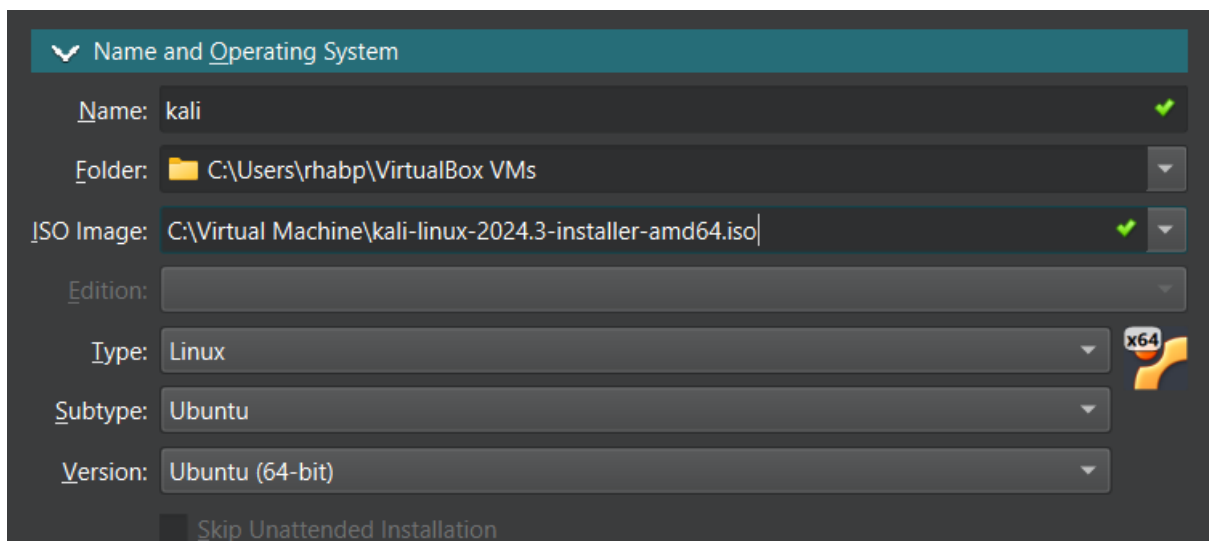 Name and Operating System
Name: kali
Folder: C:\Users\rhabp\VirtualBox VMs
ISO Image: C:\Virtual Machine\kali-linux-2024.3-installer-amd64.iso
Edition:
Type: Linux
x64
Subtype: Ubuntu
Version: Ubuntu (64-bit)
Skip Unattended Installation